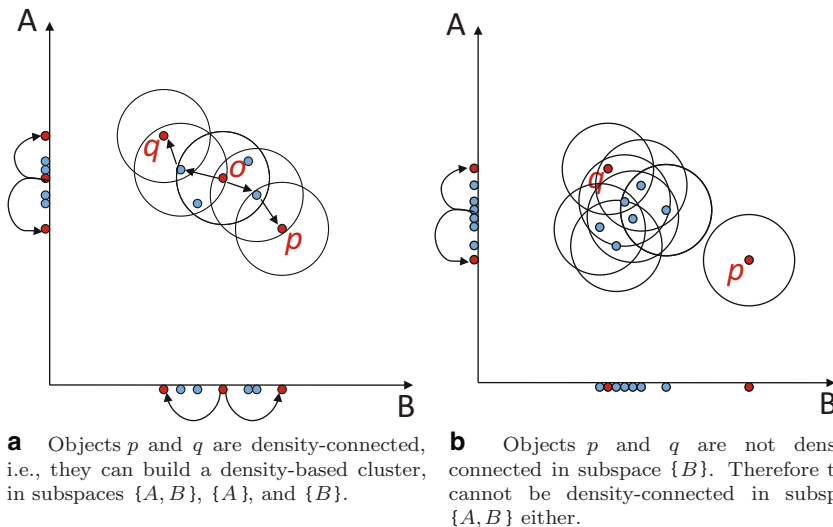 A
q
o
p
B
A
q
p
B
a Objects p and q are density-connected,
i.e., they can build a density-based cluster,
in subspaces {A, B}, {A}, and {B}.
b Objects p and q are not dens
connected in subspace {B}. Therefore t
cannot be density-connected in subsp
{A, B} either.